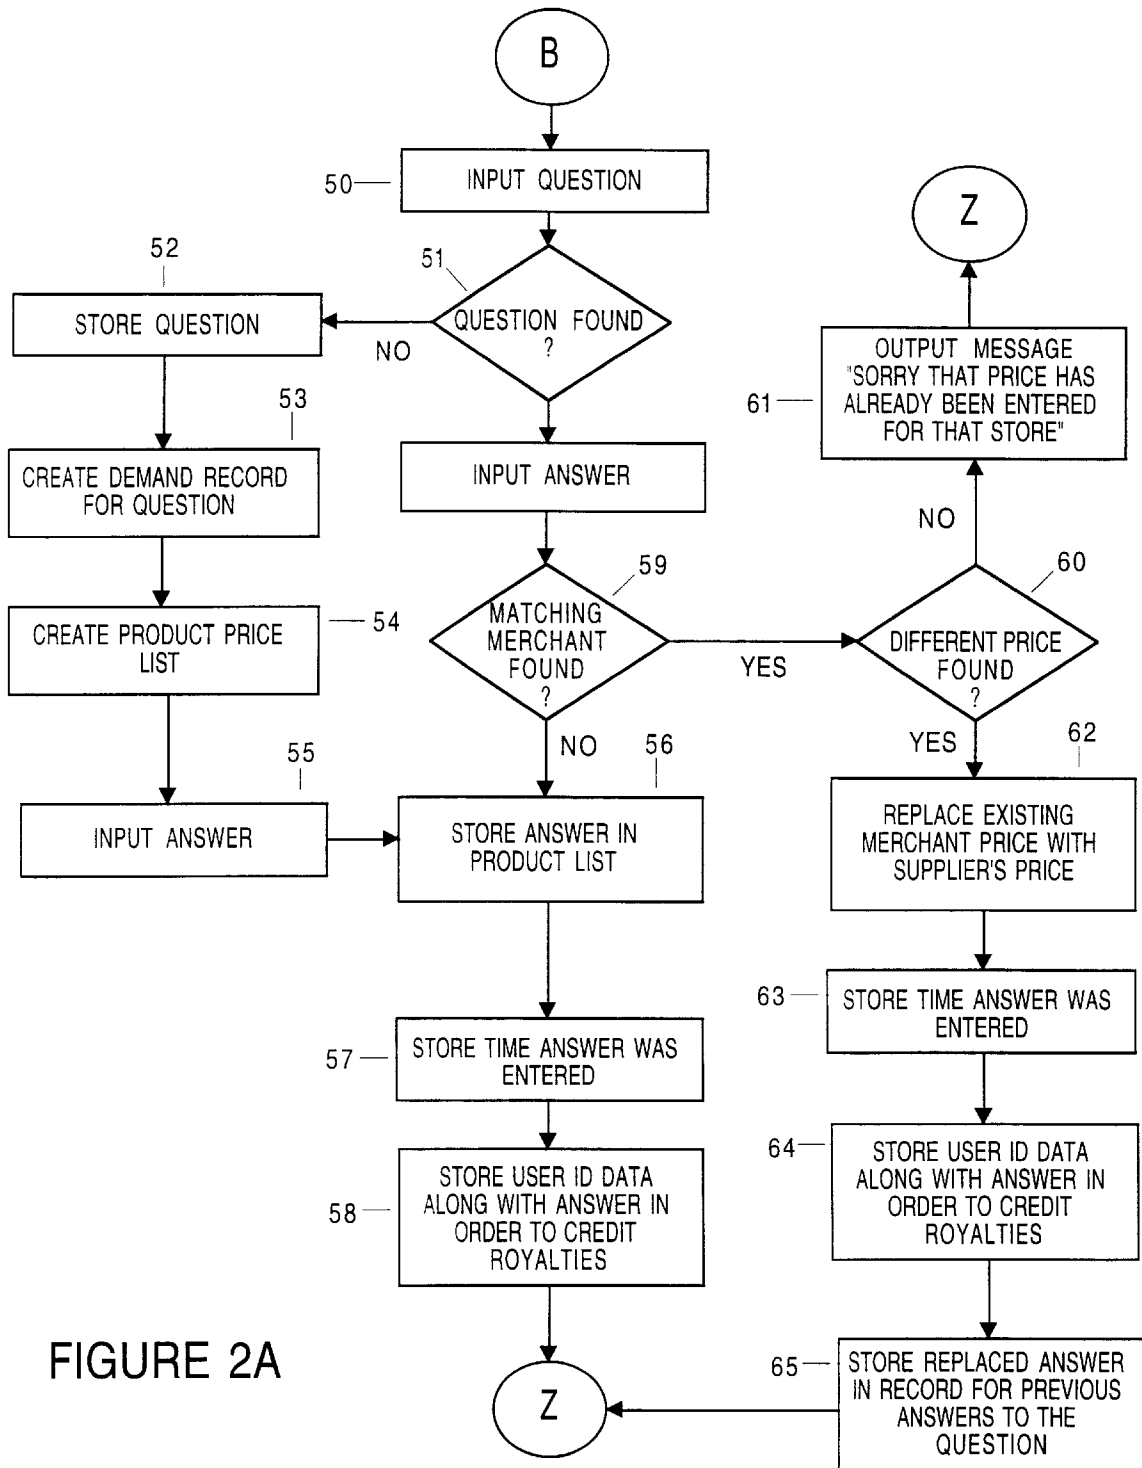 B
50
INPUT QUESTION
Z
52
51
STORE QUESTION
NO
QUESTION FOUND
?
61
OUTPUT MESSAGE
"SORRY THAT PRICE HAS
ALREADY BEEN ENTERED
FOR THAT STORE"
53
CREATE DEMAND RECORD
FOR QUESTION
INPUT ANSWER
NO
54
CREATE PRODUCT PRICE
LIST
59
MATCHING
MERCHANT
FOUND
?
YES
60
DIFFERENT PRICE
FOUND
?
NO
YES
55
INPUT ANSWER
56
STORE ANSWER IN
PRODUCT LIST
62
REPLACE EXISTING
MERCHANT PRICE WITH
SUPPLIER'S PRICE
57
STORE TIME ANSWER WAS
ENTERED
63
STORE TIME ANSWER WAS
ENTERED
58
STORE USER ID DATA
ALONG WITH ANSWER IN
ORDER TO CREDIT
ROYALTIES
64
STORE USER ID DATA
ALONG WITH ANSWER IN
ORDER TO CREDIT
ROYALTIES
FIGURE 2A
Z
65
STORE REPLACED ANSWER
IN RECORD FOR PREVIOUS
ANSWERS TO THE
QUESTION